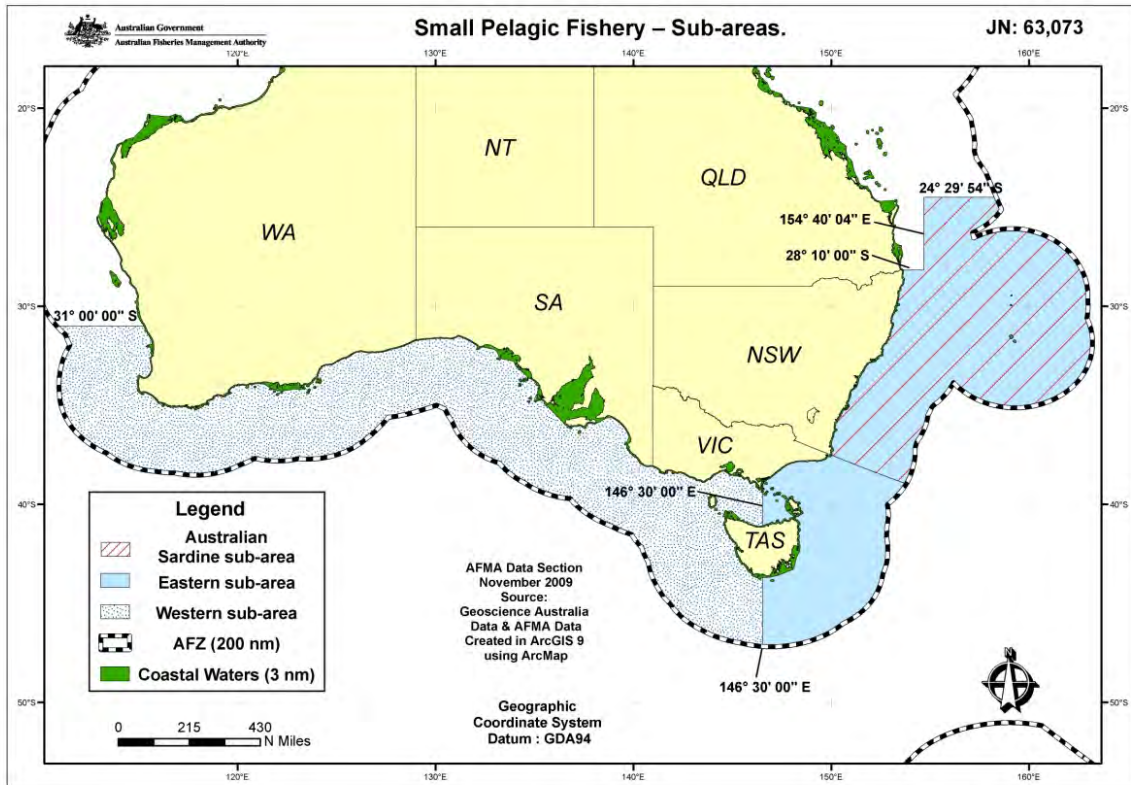 Australian Government
Australian Fisheries Management Authority
Small Pelagic Fishery – Sub-areas.
JN: 63,073
120°E
130°E
140°E
150°E
160°E
20°S
20°S
NT
QLD
WA
24° 29' 54" S
154° 40' 04" E
28° 10' 00" S
30°S
30°S
31° 00' 00" S
SA
NSW
VIC
40°S
40°S
146° 30' 00" E
TAS
Legend
Australian
Sardine sub-area
Eastern sub-area
Western sub-area
AFZ (200 nm)
Coastal Waters (3 nm)
AFMA Data Section
November 2009
Source:
Geoscience Australia
Data & AFMA Data
Created in ArcGIS 9
using ArcMap
146° 30' 00" E
N
50°S
50°S
Geographic
Coordinate System
Datum : GDA94
0 215 430
N Miles
120°E
130°E
140°E
150°E
160°E